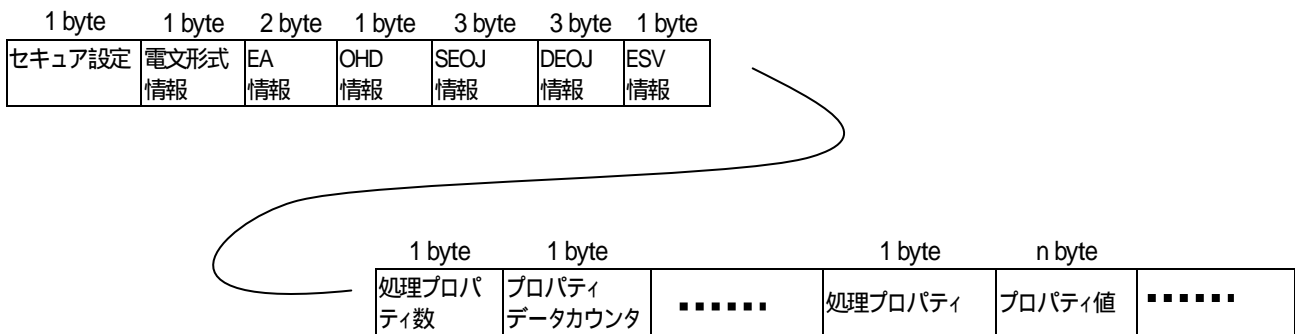 1 byte 1 byte 2 byte 1 byte 3 byte 3 byte 1 byte
セキュア設定 電文形式 EA OHD SEOJ DEOJ ESV
情報 情報 情報 情報 情報 情報
1 byte 1 byte 1 byte n byte
処理プロパ プロパティ ▪▪▪▪▪▪ 処理プロパティ プロパティ値 ▪▪▪▪▪▪
ティ数 データカウンタ